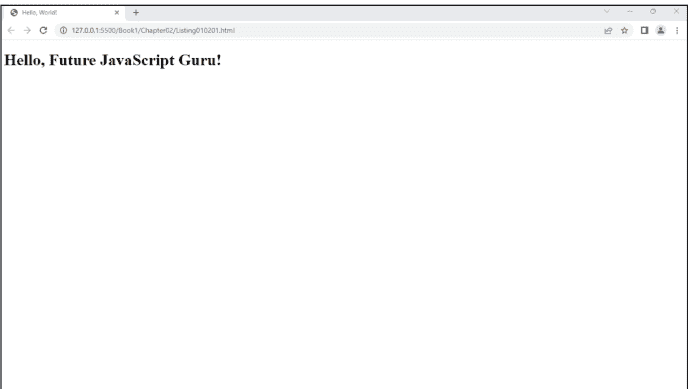 Hello, World!
127.0.0.1:5500/Book1/Chapter02/Listing010201.html
Hello, Future JavaScript Guru!